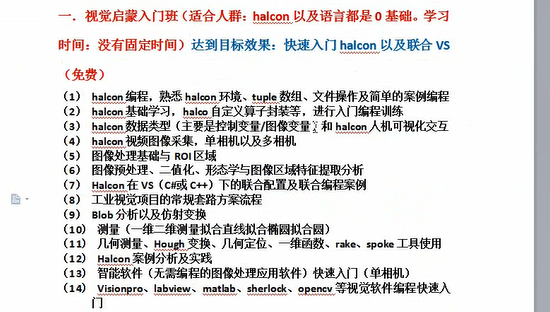 一．视觉启蒙入门班（适合人群：halcon 以及语言都是 0 基础。学习
时间：没有固定时间）达到目标效果：快速入门 halcon 以及联合 VS
（免费）
（1） halcon 编程，熟悉 halcon 环境、tuple 数组、文件操作及简单的案例编程
（2） halcon 基础学习，halco 自定义算子封装等，进行入门编程训练
（3） halcon 数据类型（主要是控制变量/图像变量）和 halcon 人机可视化交互
（4） halcon 视频图像采集，单相机以及多相机
（5） 图像处理基础与 ROI 区域
（6） 图像预处理、二值化、形态学与图像区域特征提取分析
（7） Halcon 在 VS（C#或 C++）下的联合配置及联合编程案例
（8） 工业视觉项目的常规套路方案流程
（9） Blob 分析以及仿射变换
（10） 测量（一维二维测量拟合直线拟合椭圆拟合圆）
（11） 几何测量、Hough 变换、几何定位、一维函数、rake、spoke 工具使用
（12） Halcon 案例分析及实践
（13） 智能软件（无需编程的图像处理应用软件）快速入门（单相机）
（14） Visionpro、labview、matlab、sherlock、opencv 等视觉软件编程快速入
门